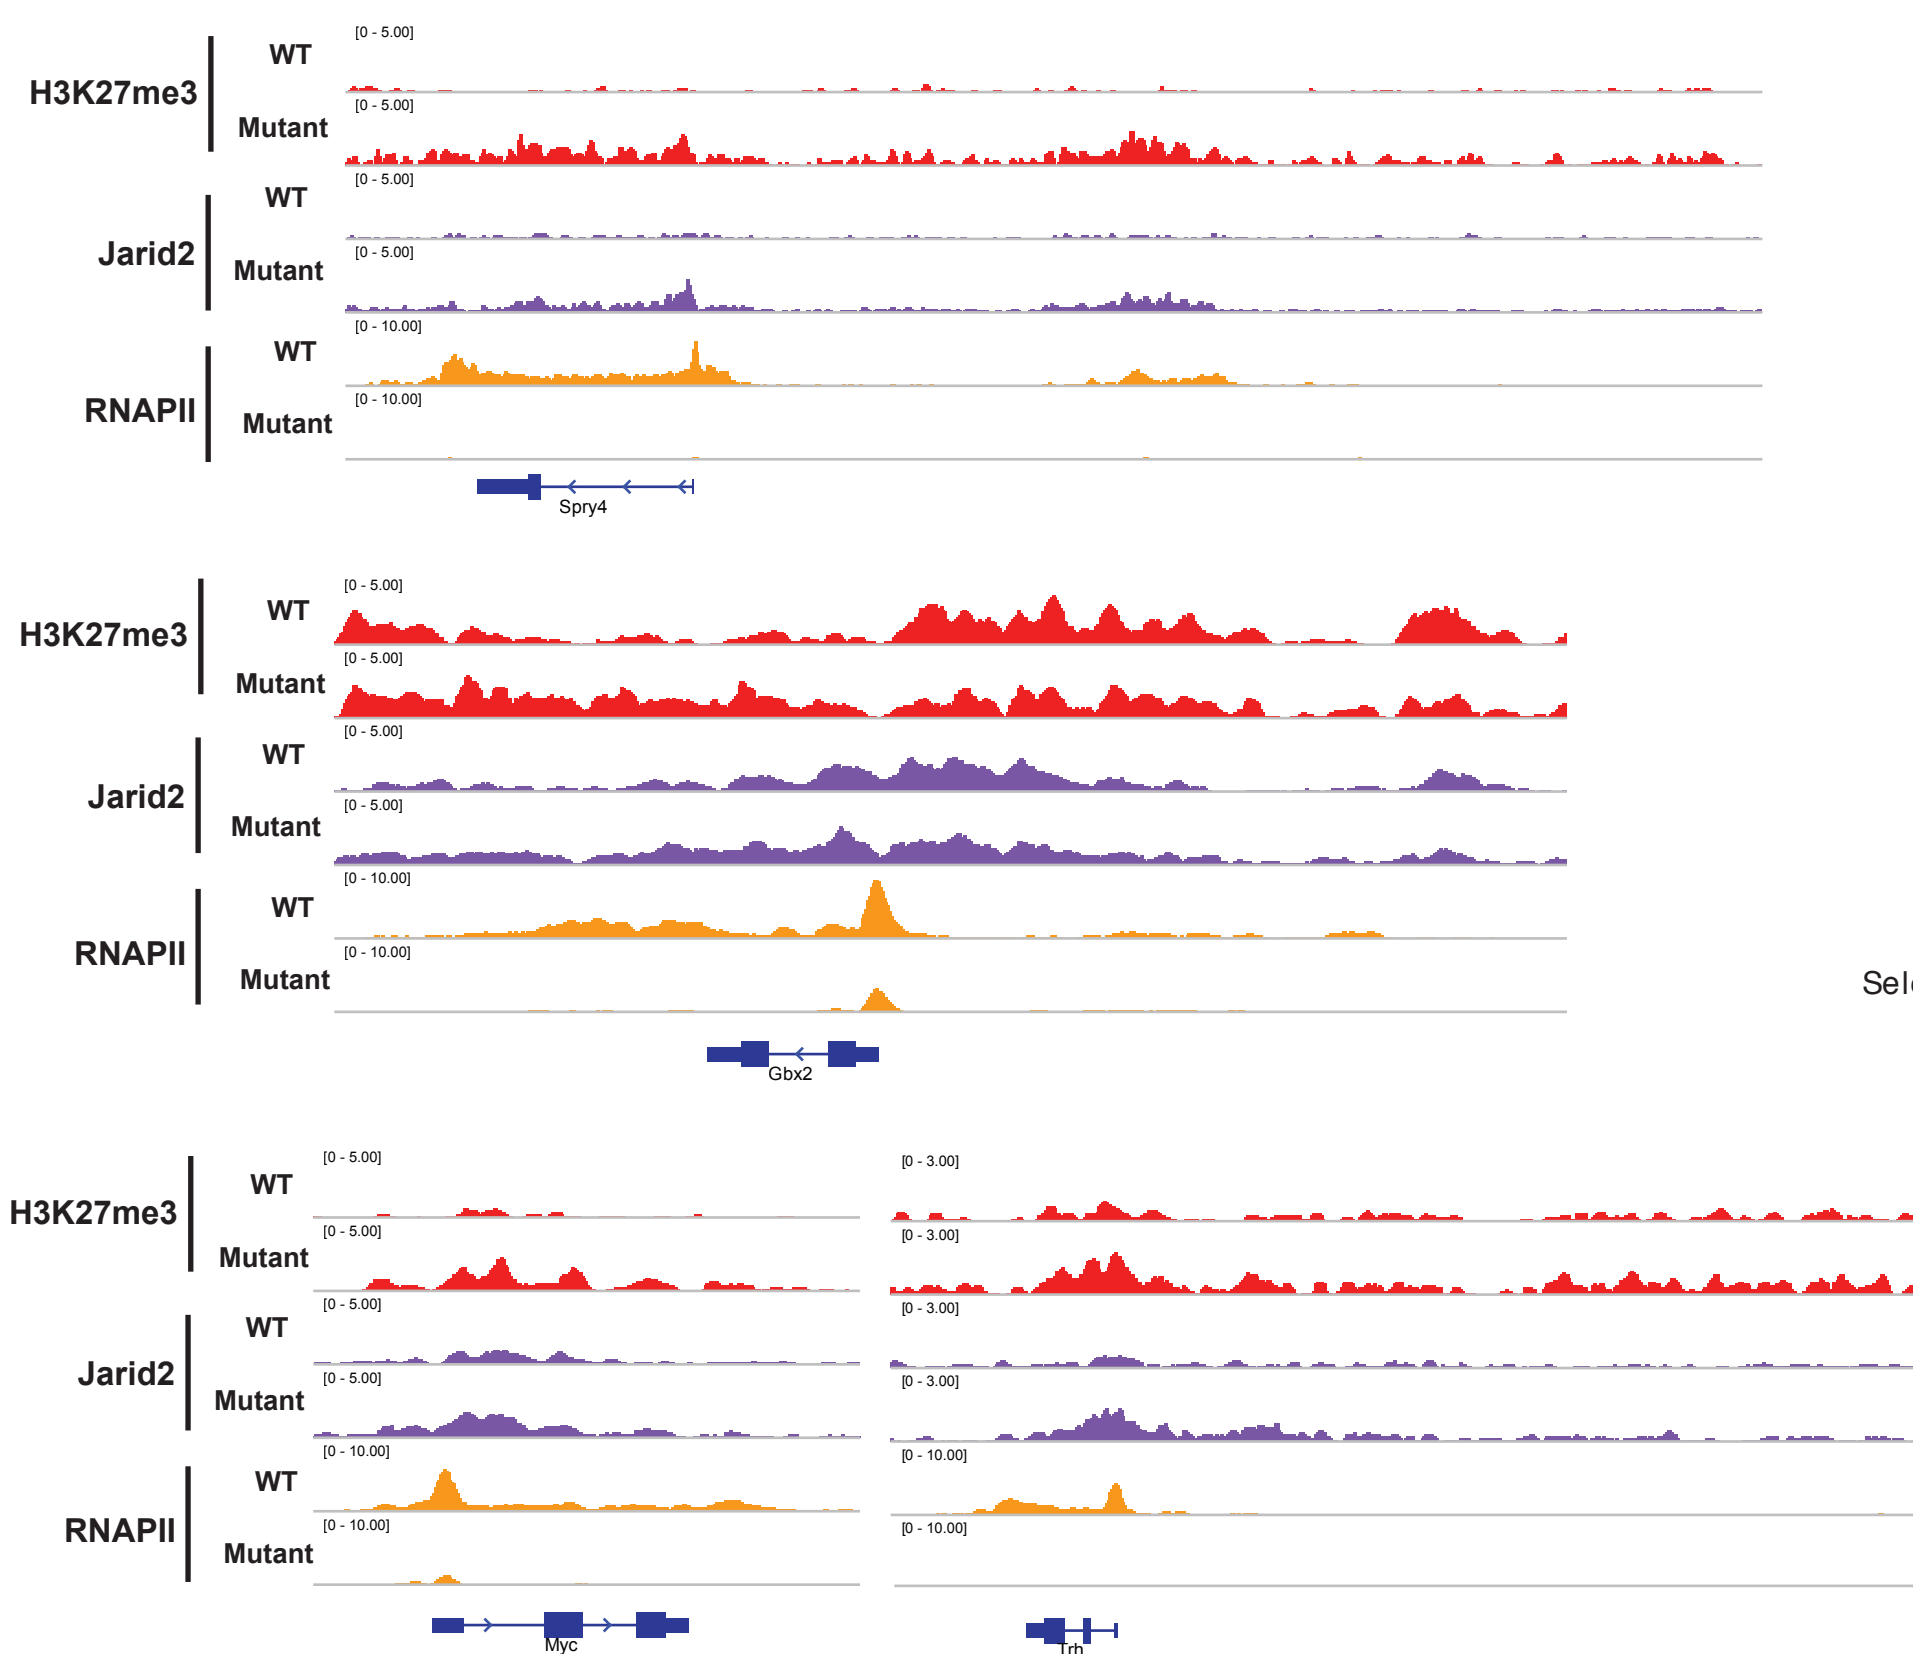 [0 - 5.00]
WT
H3K27me3
[0 - 5.00]
Mutant
[0 - 5.00]
WT
Jarid2
[0 - 5.00]
Mutant
[0 - 10.00]
WT
RNAPII
[0 - 10.00]
Mutant
Spry4
[0 - 5.00]
WT
H3K27me3
[0 - 5.00]
Mutant
[0 - 5.00]
WT
Jarid2
[0 - 5.00]
Mutant
[0 - 10.00]
WT
RNAPII
[0 - 10.00]
Mutant
Sel
Gbx2
[0 - 5.00]
[0 - 3.00]
WT
H3K27me3
[0 - 5.00]
[0 - 3.00]
Mutant
[0 - 5.00]
[0 - 3.00]
WT
Jarid2
[0 - 5.00]
[0 - 3.00]
Mutant
[0 - 10.00]
[0 - 10.00]
WT
RNAPII
[0 - 10.00]
[0 - 10.00]
Mutant
Myc
Trh